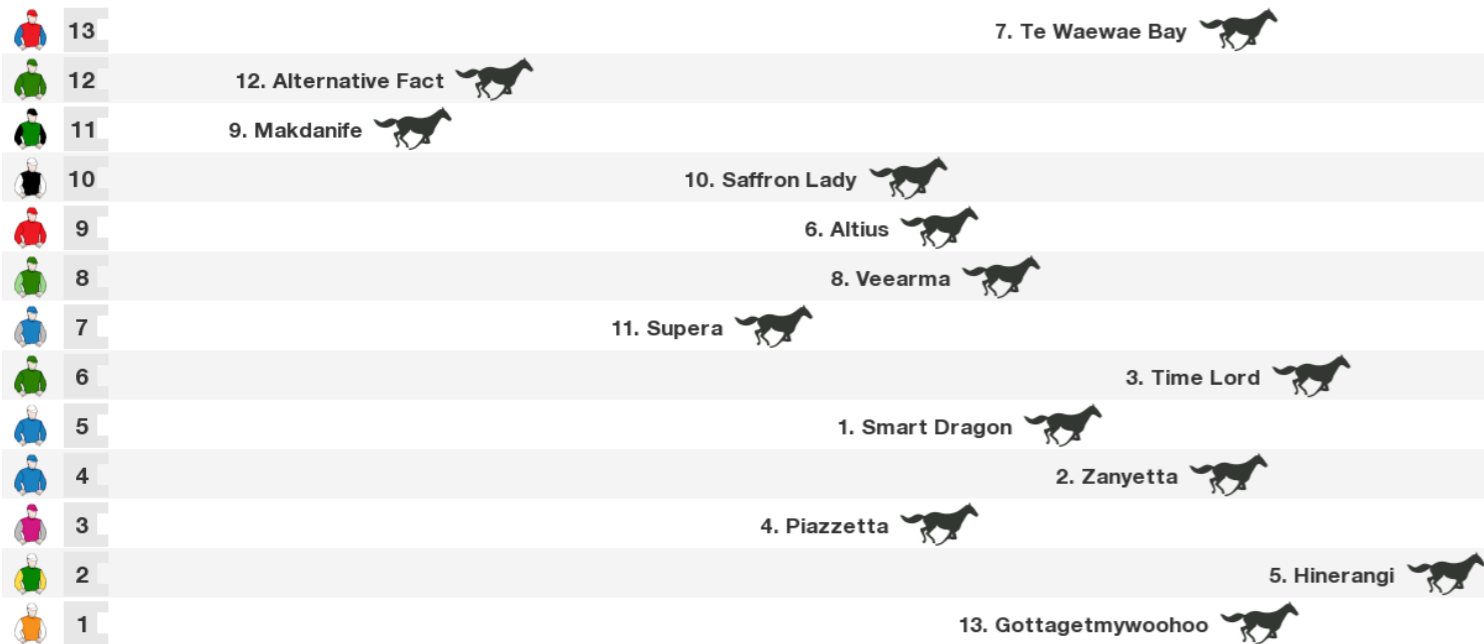 13 7. Te Waewae Bay
12 12. Alternative Fact
11 9. Makdanife
10 10. Saffron Lady
9 6. Altius
8 8. Veearma
7 11. Supera
6 3. Time Lord
5 1. Smart Dragon
4 2. Zanyetta
3 4. Piazzetta
2 5. Hinerangi
1 13. Gottagetmywoohoo